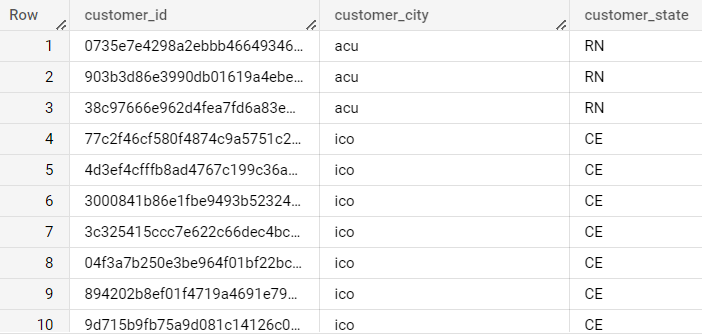 Row customer_id customer_city customer_state
1 0735e7e4298a2ebbb46649346... acu RN
2 903b3d86e3990db01619a4ebe... acu RN
3 38c97666e962d4fea7fd6a83e... acu RN
4 77c2f46cf580f4874c9a5751c2... ico CE
5 4d3ef4cfffb8ad4767c199c36a... ico CE
6 3000841b86e1fbe9493b52324... ico CE
7 3c325415ccc7e622c66dec4bc... ico CE
8 04f3a7b250e3be964f01bf22bc... ico CE
9 894202b8ef01f4719a4691e79... ico CE
10 9d715b9fb75a9d081c14126c0... ico CE